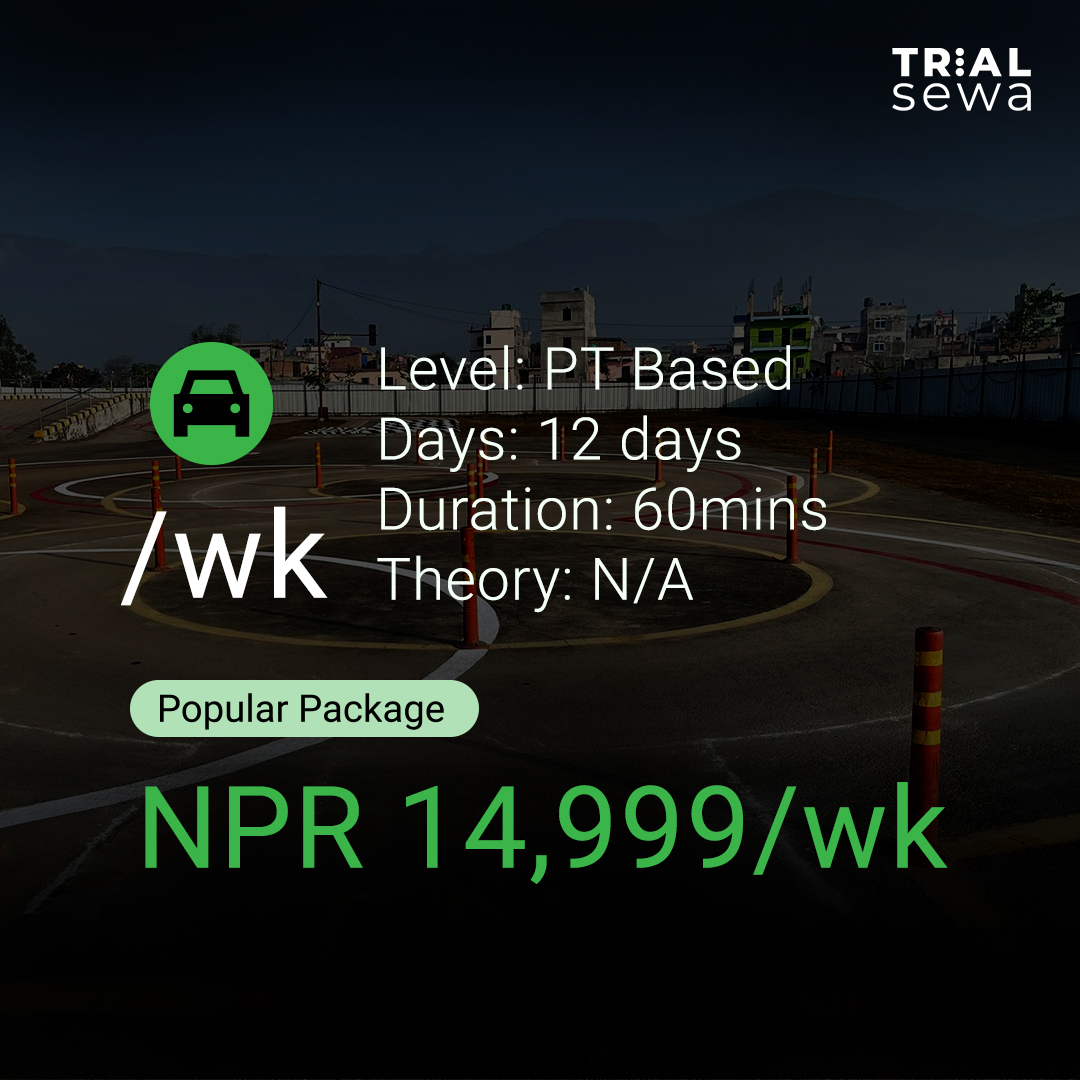 TRIAL
sewa
Level: PT Based
Days: 12 days
Duration: 60mins
Theory: N/A
/wk
Popular Package
NPR 14,999/wk